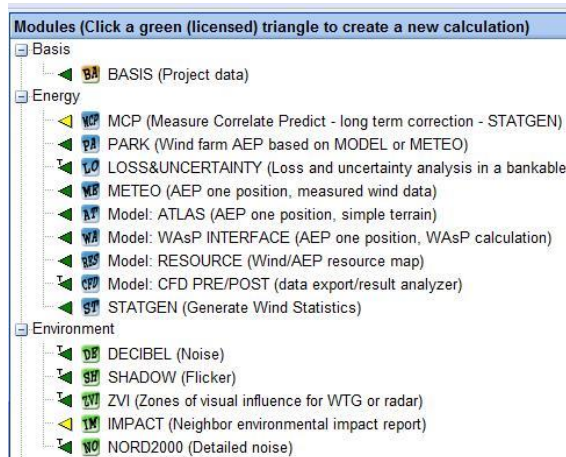 Modules (Click a green (licensed) triangle to create a new calculation)
Basis
BA BASIS (Project data)
Energy
MCP MCP (Measure Correlate Predict - long term correction - STATGEN)
PA PARK (Wind farm AEP based on MODEL or METEO)
T LO LOSS&UNCERTAINTY (Loss and uncertainty analysis in a bankable
ME METEO (AEP one position, measured wind data)
AT Model: ATLAS (AEP one position, simple terrain)
WA Model: WAsP INTERFACE (AEP one position, WAsP calculation)
RES Model: RESOURCE (Wind/AEP resource map)
T CFD Model: CFD PRE/POST (data export/result analyzer)
ST STATGEN (Generate Wind Statistics)
Environment
T DE DECIBEL (Noise)
T SH SHADOW (Flicker)
T ZVI ZVI (Zones of visual influence for WTG or radar)
IM IMPACT (Neighbor environmental impact report)
T NO NORD2000 (Detailed noise)